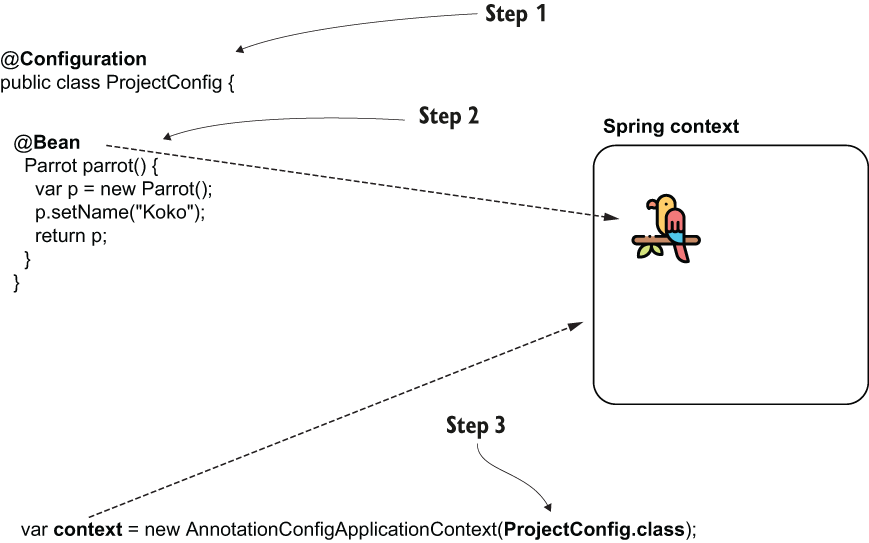 Step 1
@Configuration
public class ProjectConfig {
Step 2
@Bean
Parrot parrot() {
var p = new Parrot();
p.setName("Koko");
return p;
}
}
Spring context
Step 3
var context = new AnnotationConfigApplicationContext(ProjectConfig.class);